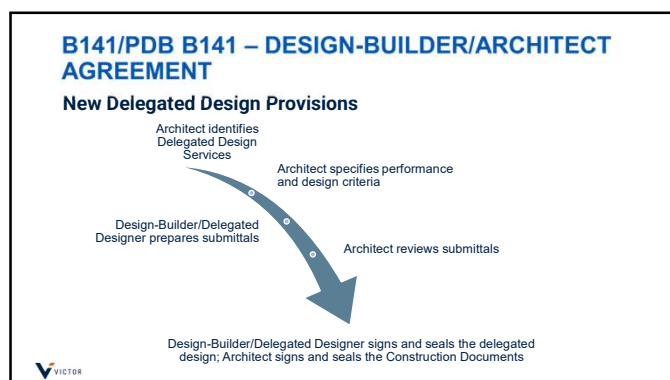 B141/PDB B141 – DESIGN-BUILDER/ARCHITECT
AGREEMENT
New Delegated Design Provisions
Architect identifies
Delegated Design
Services
Architect specifies performance
and design criteria
Design-Builder/Delegated
Designer prepares submittals
Architect reviews submittals
Design-Builder/Delegated Designer signs and seals the delegated
design; Architect signs and seals the Construction Documents
VICTOR